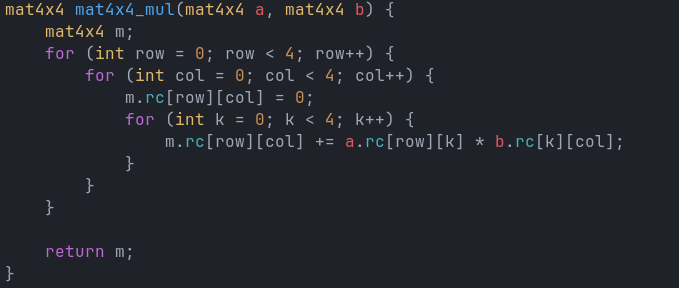 mat4x4 mat4x4_mul(mat4x4 a, mat4x4 b) {
    mat4x4 m;
    for (int row = 0; row < 4; row++) {
        for (int col = 0; col < 4; col++) {
            m.rc[row][col] = 0;
            for (int k = 0; k < 4; k++) {
                m.rc[row][col] += a.rc[row][k] * b.rc[k][col];
            }
        }
    }

    return m;
}